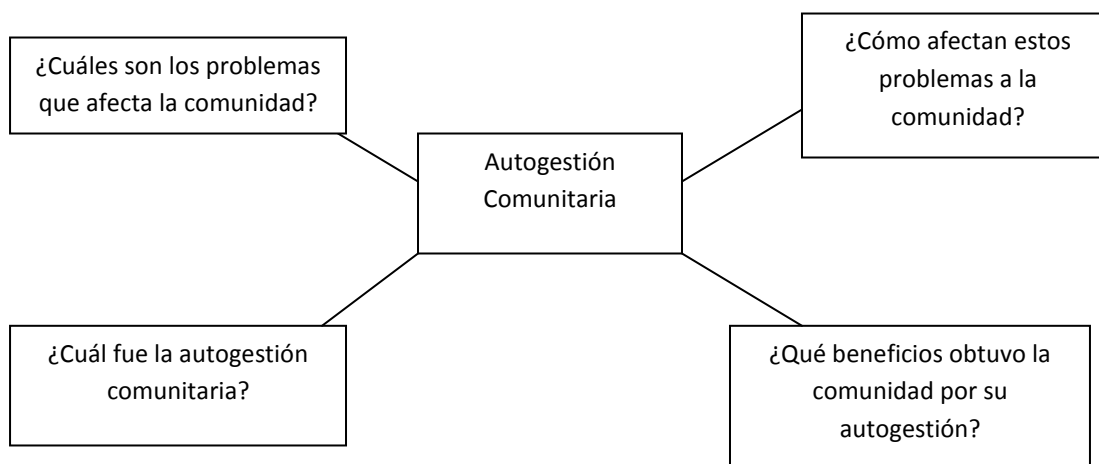 ¿Cuáles son los problemas
que afecta la comunidad?
¿Cómo afectan estos
problemas a la
comunidad?
Autogestión
Comunitaria
¿Cuál fue la autogestión
comunitaria?
¿Qué beneficios obtuvo la
comunidad por su
autogestión?